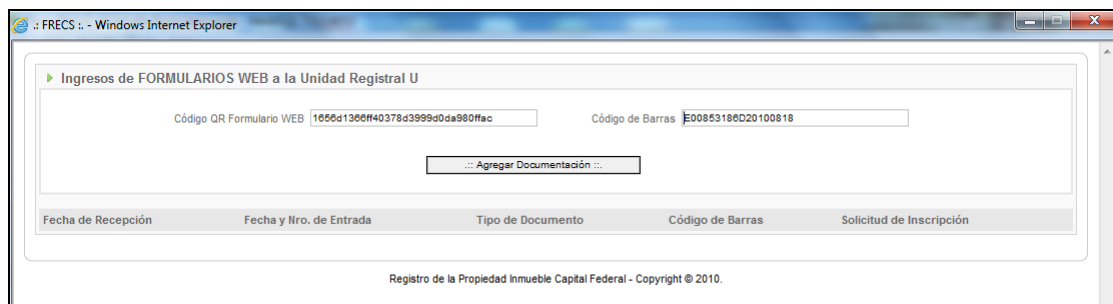 .: FRECS :. - Windows Internet Explorer
Ingresos de FORMULARIOS WEB a la Unidad Registral U
Código QR Formulario WEB 1656d1366ff40378d3999d0da980ffac Código de Barras E00853186D20100818
.:: Agregar Documentación ::.
Fecha de Recepción Fecha y Nro. de Entrada Tipo de Documento Código de Barras Solicitud de Inscripción
Registro de la Propiedad Inmueble Capital Federal - Copyright © 2010.